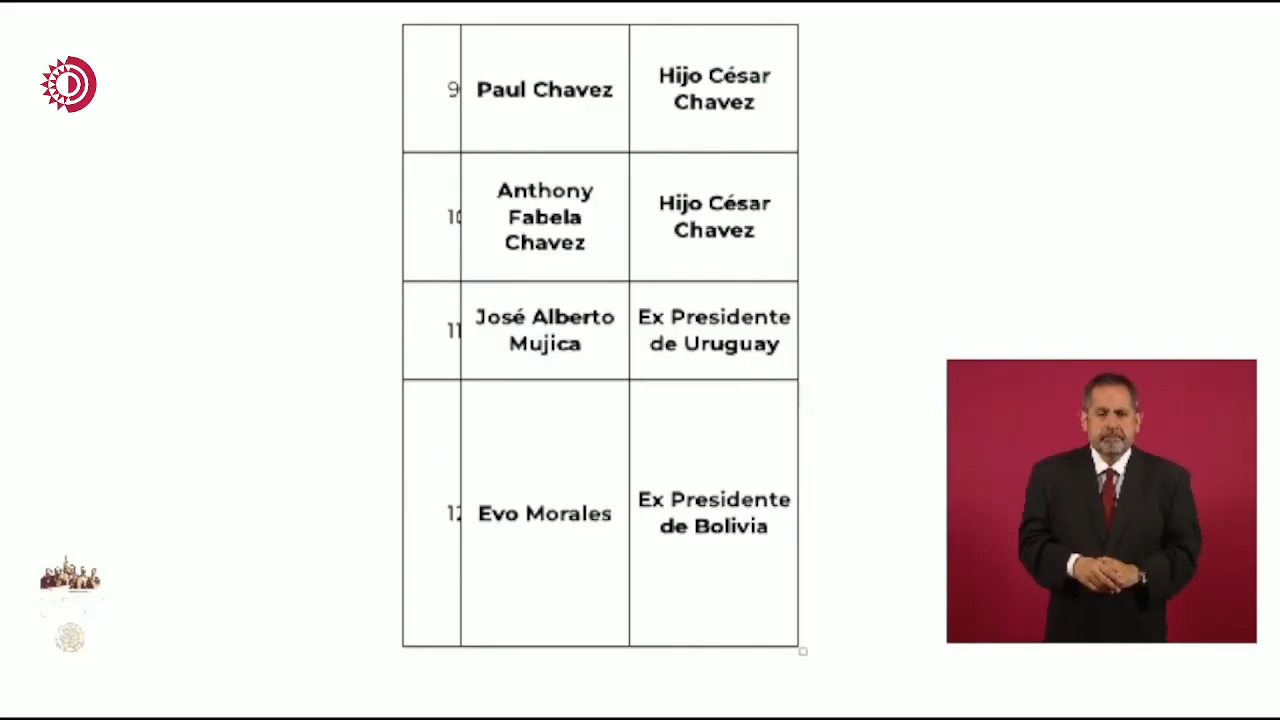 9
Paul Chavez
Hijo César
Chavez
10
Anthony
Fabela
Chavez
Hijo César
Chavez
11
José Alberto
Mujica
Ex Presidente
de Uruguay
12
Evo Morales
Ex Presidente
de Bolivia